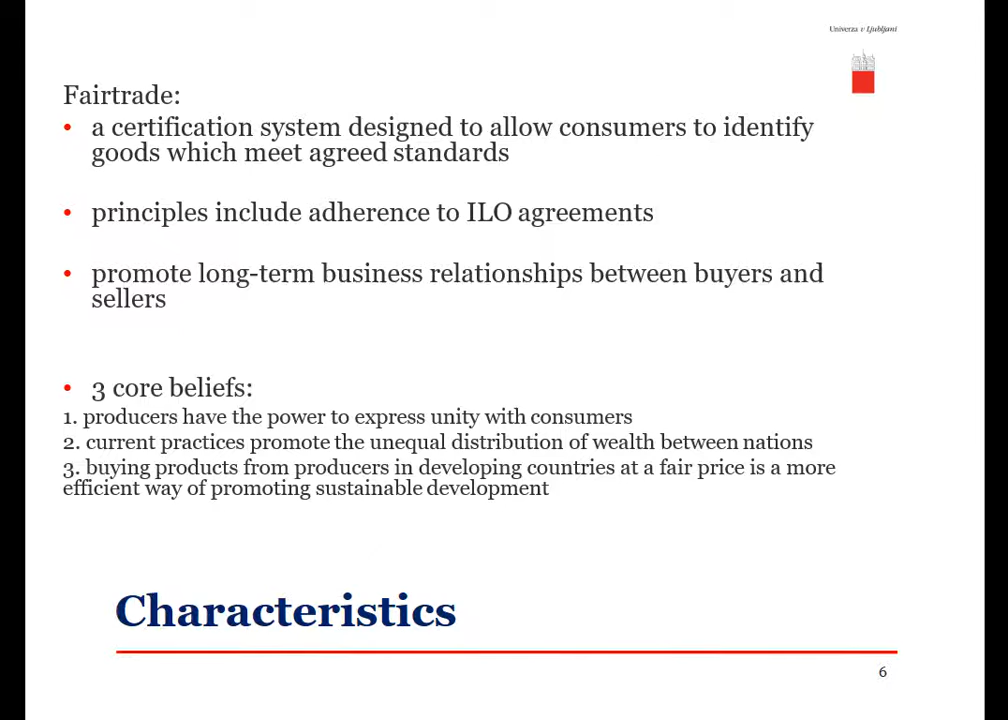 Univerza v Ljubljani
Fairtrade:
• a certification system designed to allow consumers to identify
goods which meet agreed standards
• principles include adherence to ILO agreements
• promote long-term business relationships between buyers and
sellers
• 3 core beliefs:
1. producers have the power to express unity with consumers
2. current practices promote the unequal distribution of wealth between nations
3. buying products from producers in developing countries at a fair price is a more
efficient way of promoting sustainable development
Characteristics
6